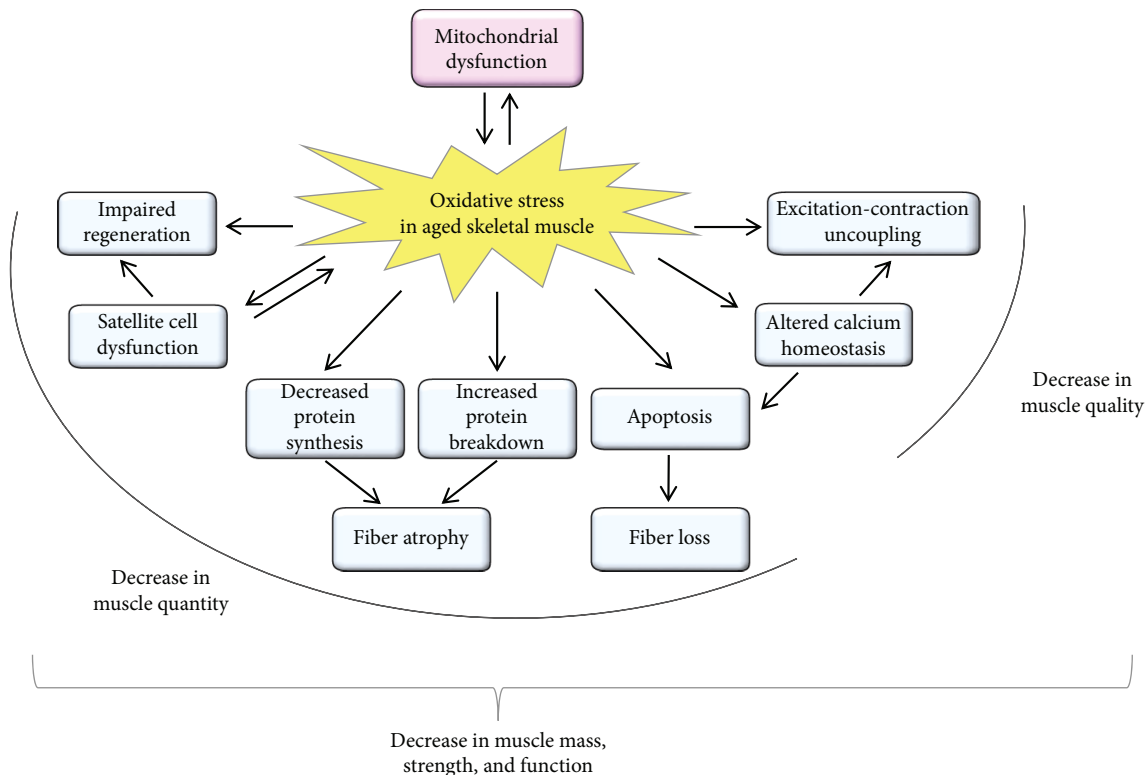 Mitochondrial
dysfunction
Oxidative stress
in aged skeletal muscle
Impaired
regeneration
Excitation-contraction
uncoupling
Satellite cell
dysfunction
Altered calcium
homeostasis
Decreased
protein
synthesis
Increased
protein
breakdown
Apoptosis
Decrease in
muscle quality
Fiber atrophy
Fiber loss
Decrease in
muscle quantity
Decrease in muscle mass,
strength, and function